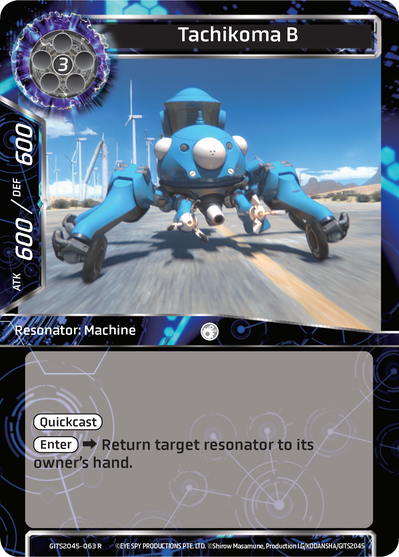 Tachikoma B
3
ATK 600 / DEF 600
Resonator: Machine
Quickcast
Enter ➡ Return target resonator to its
owner's hand.
GITS2045-063 R ©EYE SPY PRODUCTIONS PTE. LTD. ©Shirow Masamune, Production I.G/KODANSHA/GITS2045